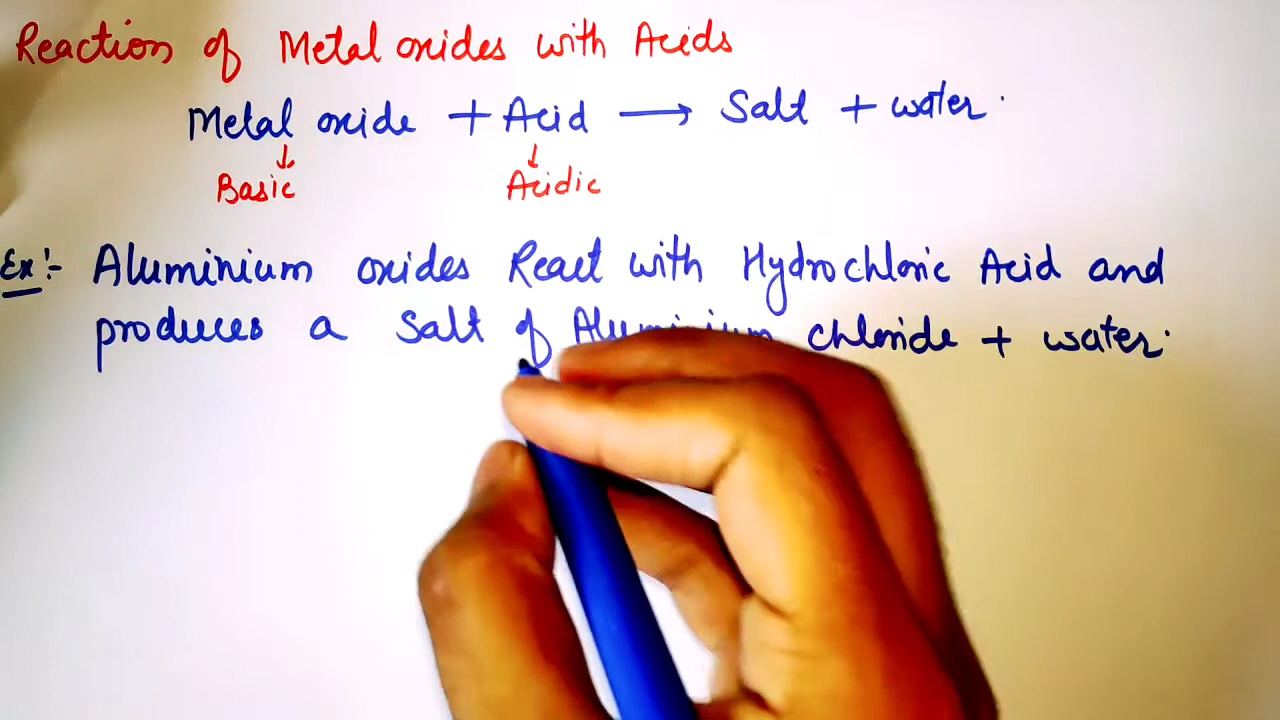 Reaction of Metal oxides with Acids
Metal oxide + Acid → Salt + water.
↓ ↓
Basic Acidic
Ex:- Aluminium oxides React with Hydrochloric Acid and
produces a Salt of Aluminium chloride + water.